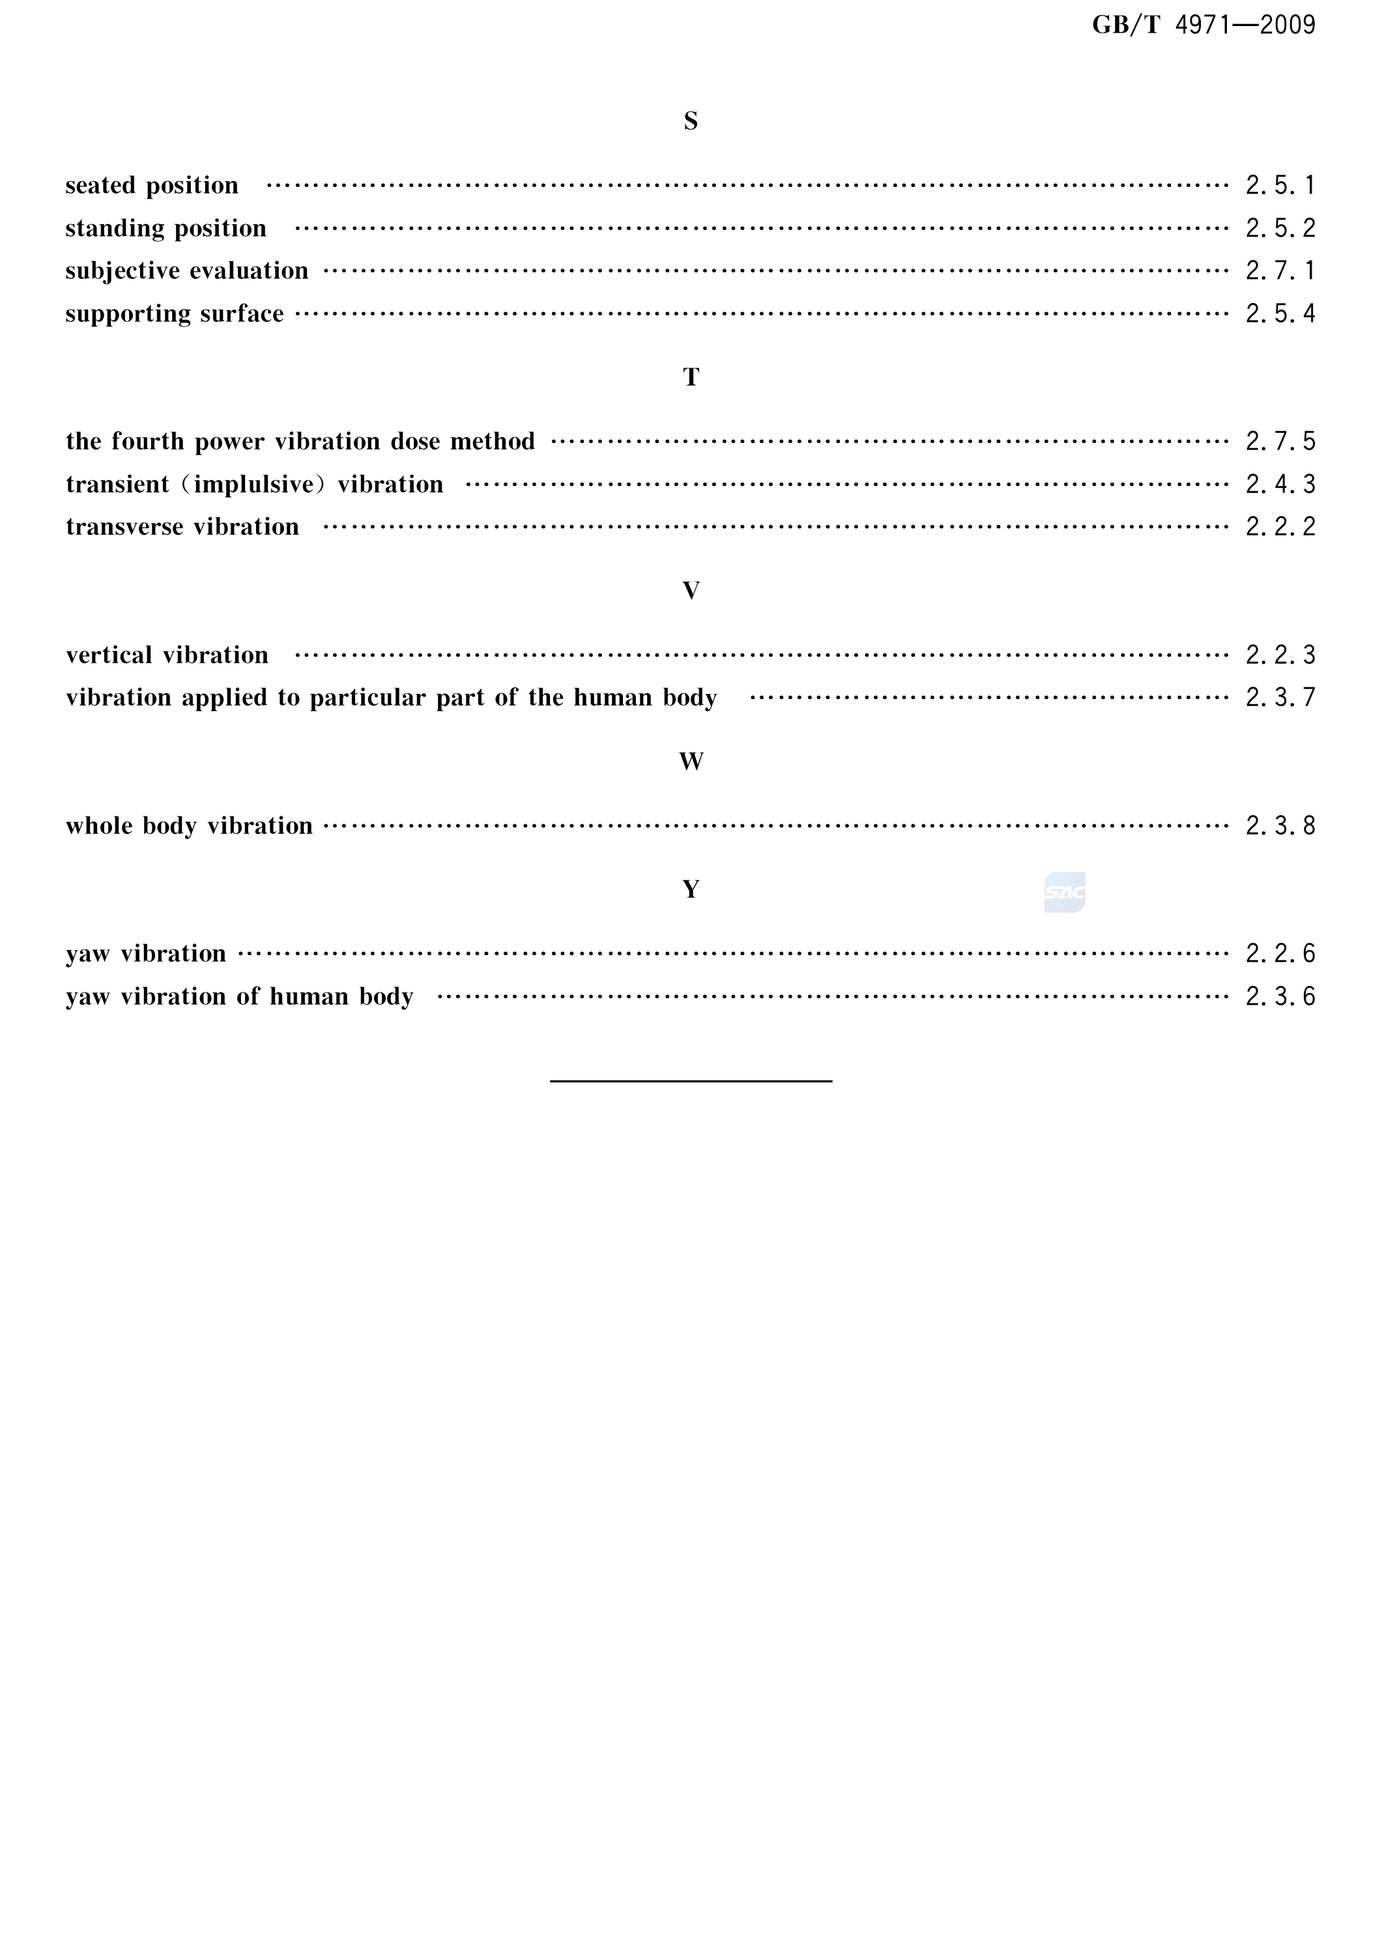 GB/T 4971—2009
S
seated position ………………………………………………………………………………………… 2.5.1
standing position ……………………………………………………………………………………… 2.5.2
subjective evaluation …………………………………………………………………………………… 2.7.1
supporting surface ……………………………………………………………………………………… 2.5.4
T
the fourth power vibration dose method ……………………………………………………………… 2.7.5
transient（implulsive）vibration ……………………………………………………………………… 2.4.3
transverse vibration …………………………………………………………………………………… 2.2.2
V
vertical vibration ……………………………………………………………………………………… 2.2.3
vibration applied to particular part of the human body ……………………………………………… 2.3.7
W
whole body vibration …………………………………………………………………………………… 2.3.8
Y
SAC
yaw vibration …………………………………………………………………………………………… 2.2.6
yaw vibration of human body ………………………………………………………………………… 2.3.6